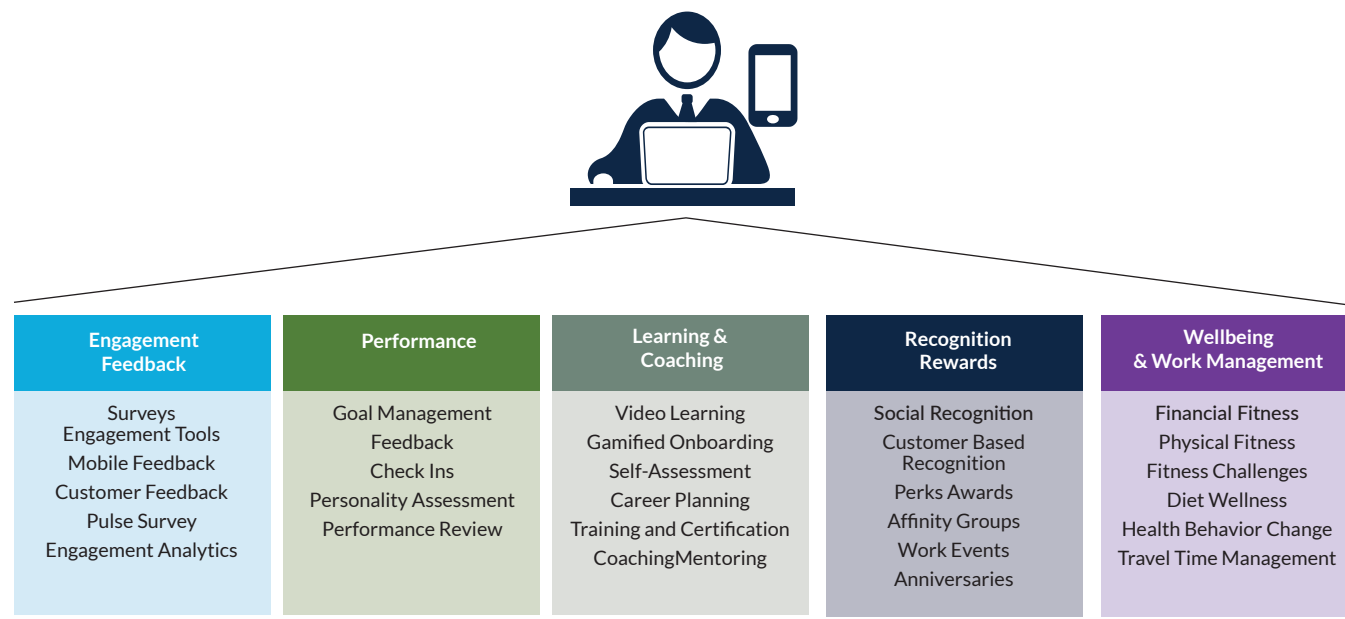 Engagement
Feedback
Surveys
Engagement Tools
Mobile Feedback
Customer Feedback
Pulse Survey
Engagement Analytics
Performance
Goal Management
Feedback
Check Ins
Personality Assessment
Performance Review
Learning &
Coaching
Video Learning
Gamified Onboarding
Self-Assessment
Career Planning
Training and Certification
CoachingMentoring
Recognition
Rewards
Social Recognition
Customer Based
Recognition
Perks Awards
Affinity Groups
Work Events
Anniversaries
Wellbeing
& Work Management
Financial Fitness
Physical Fitness
Fitness Challenges
Diet Wellness
Health Behavior Change
Travel Time Management